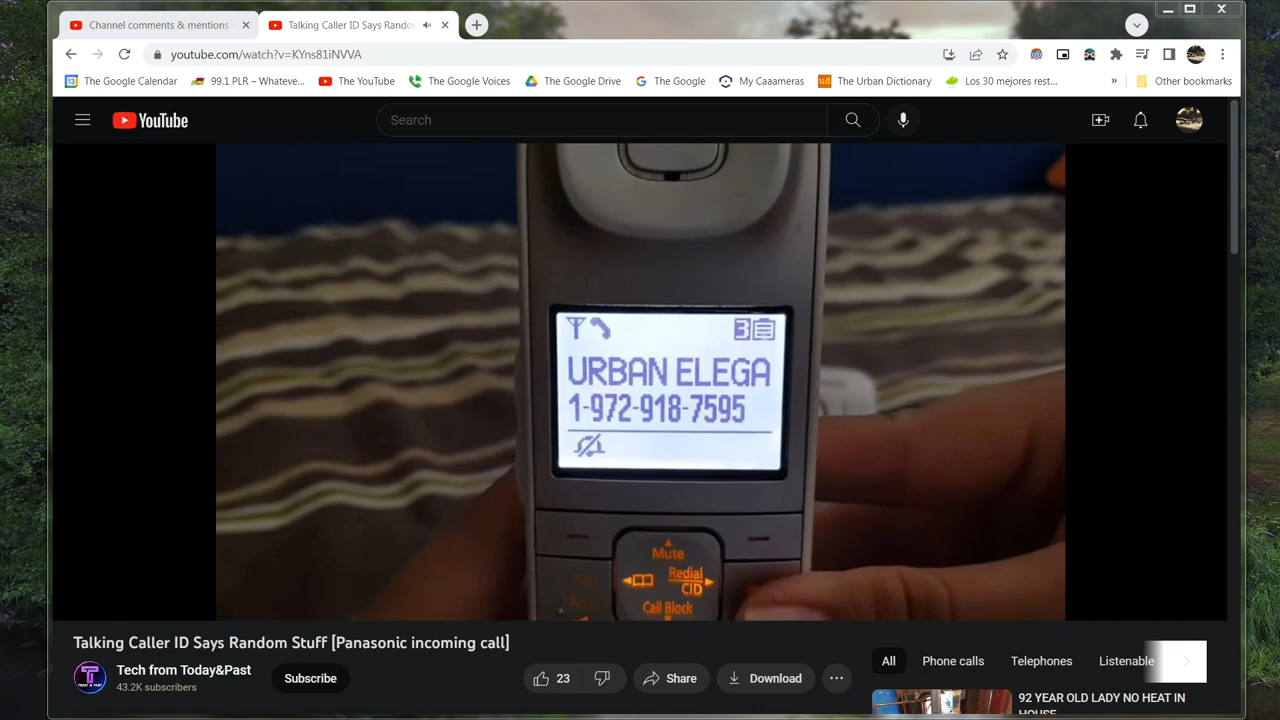 Channel comments & mentions
Talking Caller ID Says Rando
youtube.com/watch?v=KYns81iNVVA
The Google Calendar
99.1 PLR – Whateve...
The YouTube
The Google Voices
The Google Drive
The Google
My Caaameras
The Urban Dictionary
Los 30 mejores rest...
»
Other bookmarks
YouTube
Search
3
URBAN ELEGA
1-972-918-7595
Mute
Redial
CID
Call Block
Talking Caller ID Says Random Stuff [Panasonic incoming call]
Tech from Today&Past
43.2K subscribers
Subscribe
23
Share
Download
All
Phone calls
Telephones
Listenable
92 YEAR OLD LADY NO HEAT IN
HOUSE